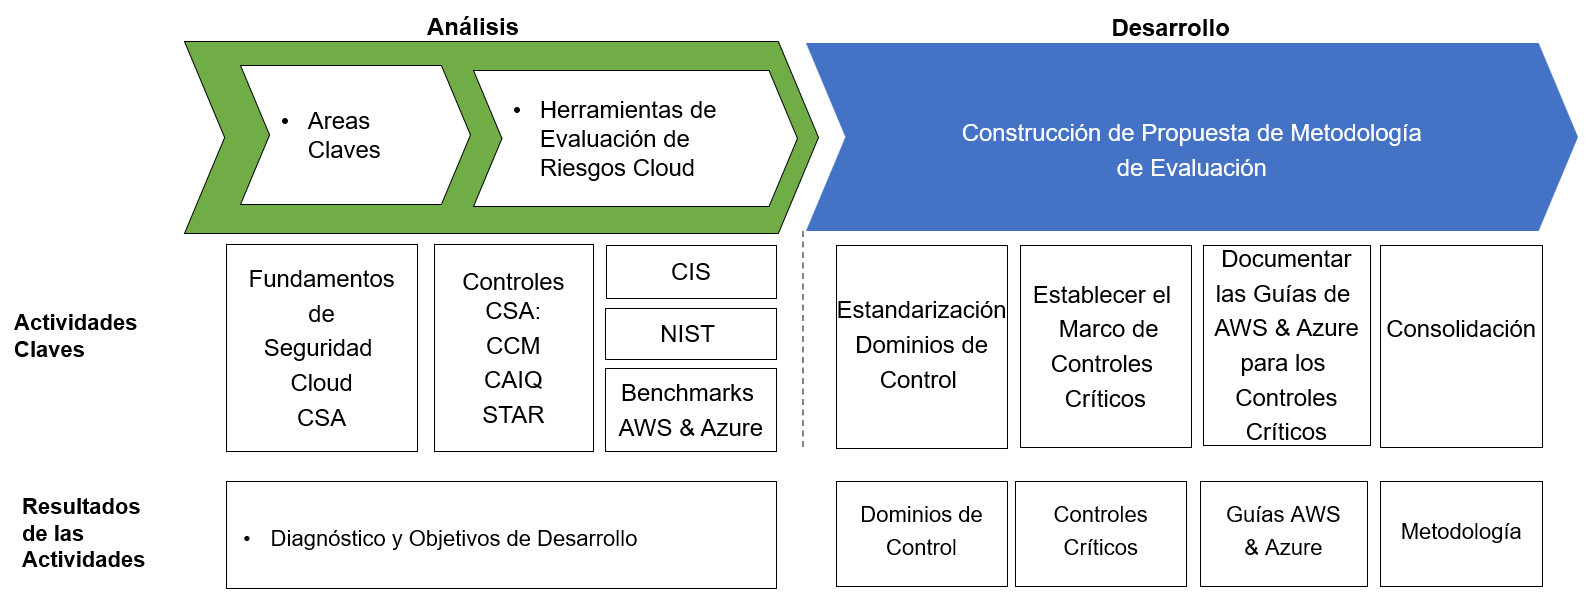 Análisis
Desarrollo
• Areas
Claves
• Herramientas de
Evaluación de
Riesgos Cloud
Construcción de Propuesta de Metodología
de Evaluación
Actividades
Claves
Fundamentos
de
Seguridad
Cloud
CSA
Controles
CSA:
CCM
CAIQ
STAR
CIS
NIST
Benchmarks
AWS & Azure
Estandarización
Dominios de
Control
Establecer el
Marco de
Controles
Críticos
Documentar
las Guías de
AWS & Azure
para los
Controles
Críticos
Consolidación
Resultados
de las
Actividades
• Diagnóstico y Objetivos de Desarrollo
Dominios de
Control
Controles
Críticos
Guías AWS
& Azure
Metodología